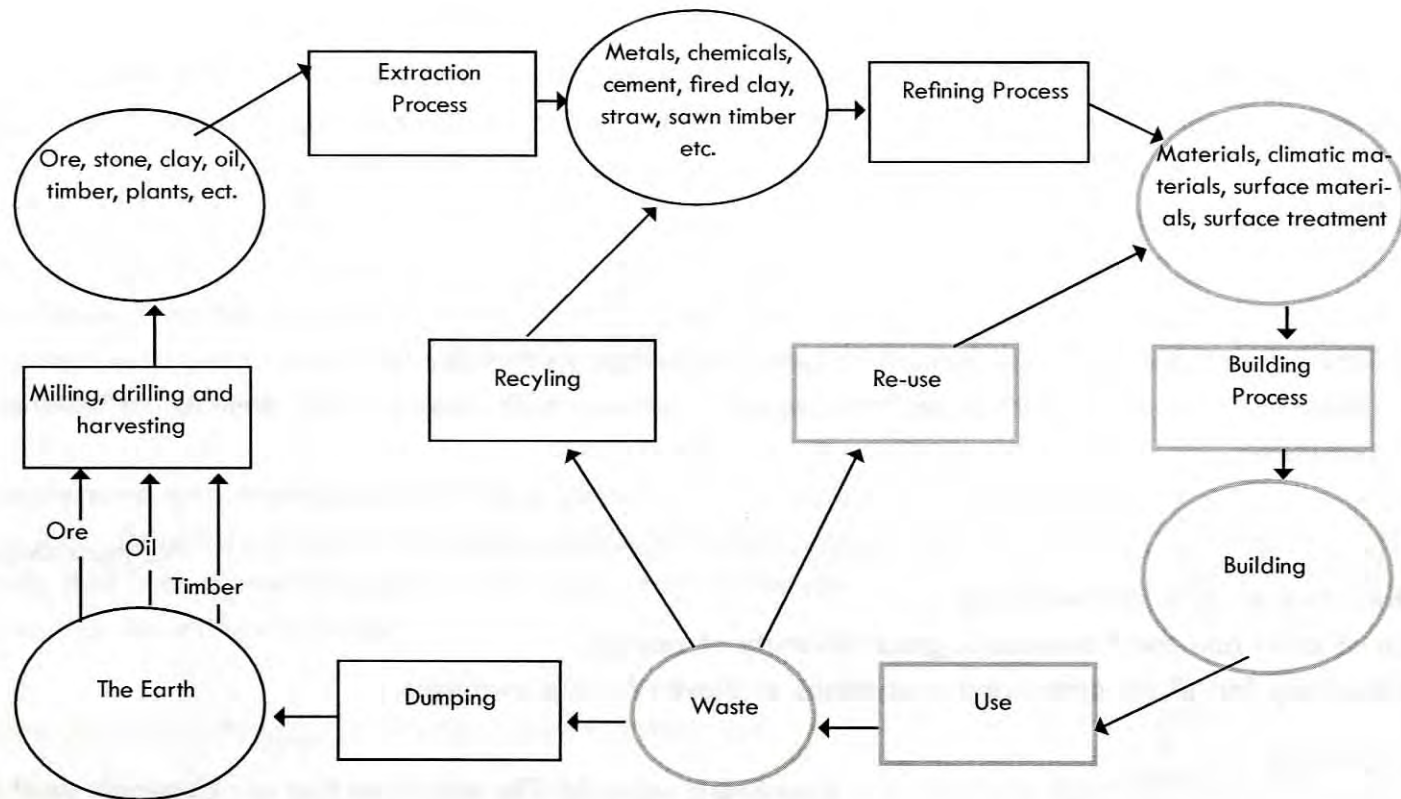 Extraction
Process
Metals, chemicals,
cement, fired clay,
straw, sawn timber
etc.
Refining Process
Ore, stone, clay, oil,
timber, plants, ect.
Materials, climatic ma-
terials, surface materi-
als, surface treatment
Milling, drilling and
harvesting
Recyling
Re-use
Building
Process
Ore
Oil
Timber
Building
The Earth
Dumping
Waste
Use